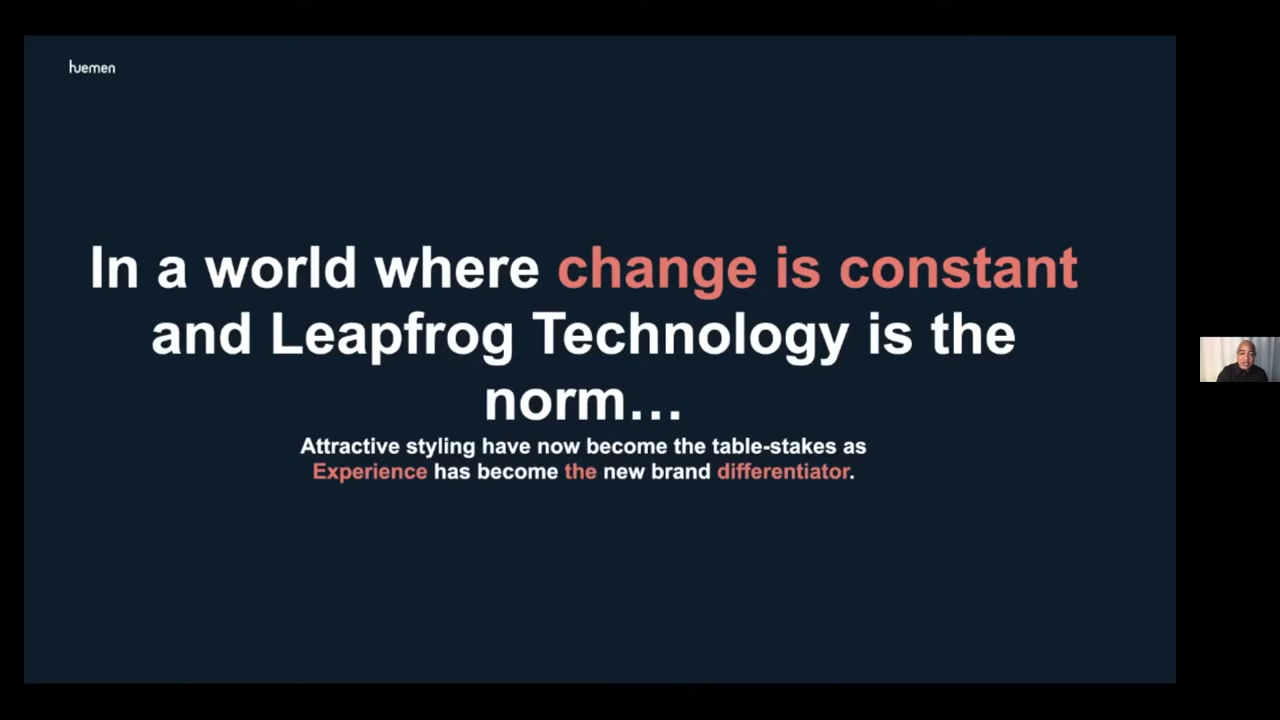 huemen
In a world where change is constant
and Leapfrog Technology is the
norm…
Attractive styling have now become the table-stakes as
Experience has become the new brand differentiator.